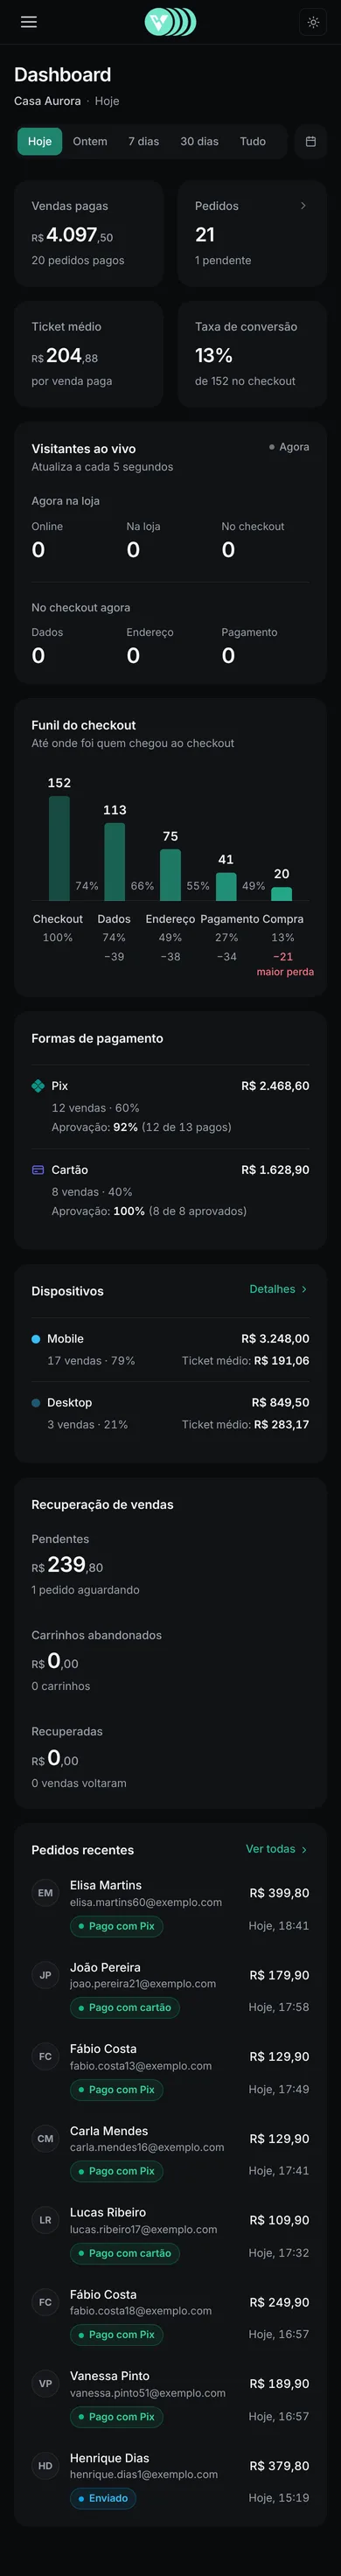 Dashboard
Casa Aurora · Hoje
Hoje Ontem 7 dias 30 dias Tudo
Vendas pagas
R$ 4.097,50
20 pedidos pagos
Pedidos
21
1 pendente
Ticket médio
R$ 204,88
por venda paga
Taxa de conversão
13%
de 152 no checkout
Visitantes ao vivo
Agora
Atualiza a cada 5 segundos
Agora na loja
Online Na loja No checkout
0 0 0
No checkout agora
Dados Endereço Pagamento
0 0 0
Funil do checkout
Até onde foi quem chegou ao checkout
152 113 75 41 20
74% 66% 55% 49%
Checkout Dados Endereço Pagamento Compra
100% 74% 49% 27% 13%
−39 −38 −34 −21
maior perda
Formas de pagamento
Pix R$ 2.468,60
12 vendas · 60%
Aprovação: 92% (12 de 13 pagos)
Cartão R$ 1.628,90
8 vendas · 40%
Aprovação: 100% (8 de 8 aprovados)
Dispositivos Detalhes
Mobile R$ 3.248,00
17 vendas · 79% Ticket médio: R$ 191,06
Desktop R$ 849,50
3 vendas · 21% Ticket médio: R$ 283,17
Recuperação de vendas
Pendentes
R$ 239,80
1 pedido aguardando
Carrinhos abandonados
R$ 0,00
0 carrinhos
Recuperadas
R$ 0,00
0 vendas voltaram
Pedidos recentes Ver todas
EM Elisa Martins R$ 399,80
elisa.martins60@exemplo.com
Pago com Pix Hoje, 18:41
JP João Pereira R$ 179,90
joao.pereira21@exemplo.com
Pago com cartão Hoje, 17:58
FC Fábio Costa R$ 129,90
fabio.costa13@exemplo.com
Pago com Pix Hoje, 17:49
CM Carla Mendes R$ 129,90
carla.mendes16@exemplo.com
Pago com Pix Hoje, 17:41
LR Lucas Ribeiro R$ 109,90
lucas.ribeiro17@exemplo.com
Pago com cartão Hoje, 17:32
FC Fábio Costa R$ 249,90
fabio.costa18@exemplo.com
Pago com Pix Hoje, 16:57
VP Vanessa Pinto R$ 189,90
vanessa.pinto51@exemplo.com
Pago com Pix Hoje, 16:57
HD Henrique Dias R$ 379,80
henrique.dias1@exemplo.com
Enviado Hoje, 15:19